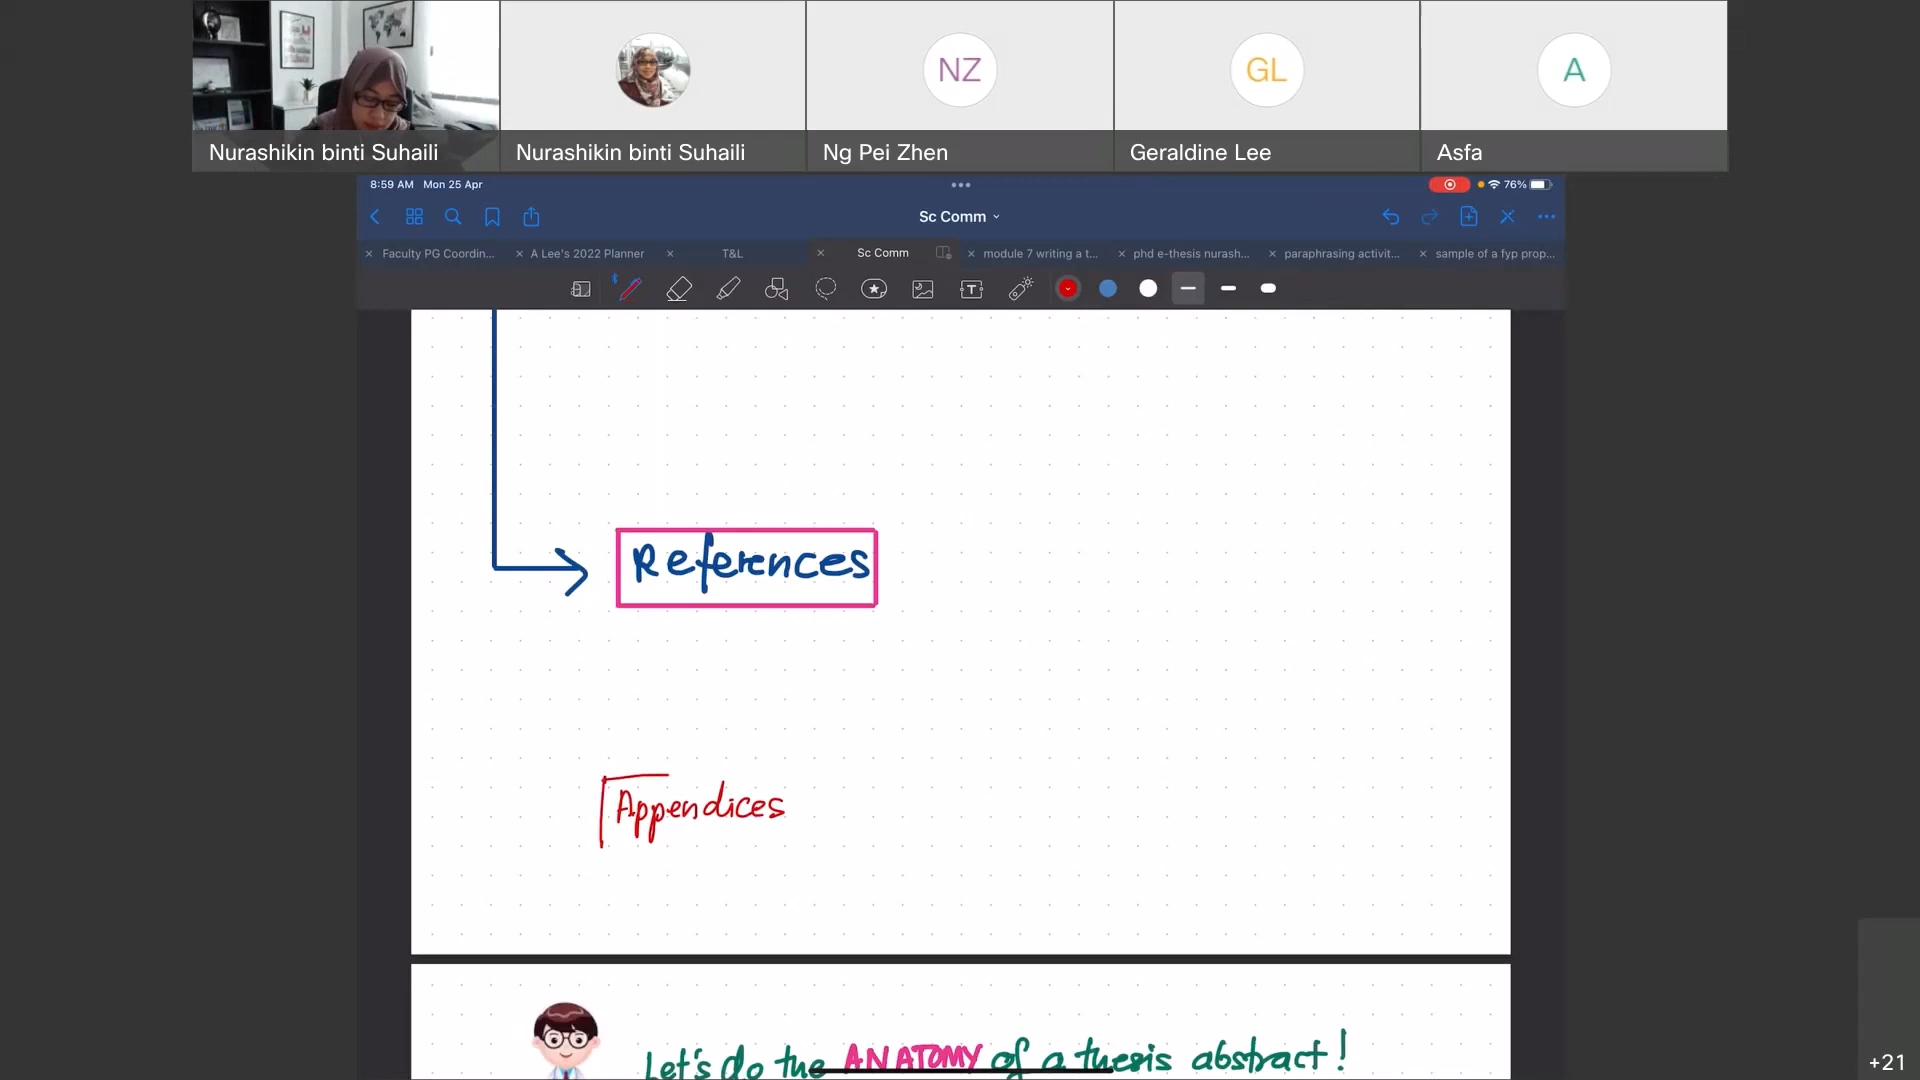 NZ
GL
A
Nurashikin binti Suhaili
Nurashikin binti Suhaili
Ng Pei Zhen
Geraldine Lee
Asfa
8:59 AM Mon 25 Apr
76%
Sc Comm
Faculty PG Coordin...
A Lee's 2022 Planner
T&L
Sc Comm
module 7 writing a t...
phd e-thesis nurash...
paraphrasing activit...
sample of a fyp prop...
References
Appendices
Let's do the ANATOMY of a thesis abstract!
+21